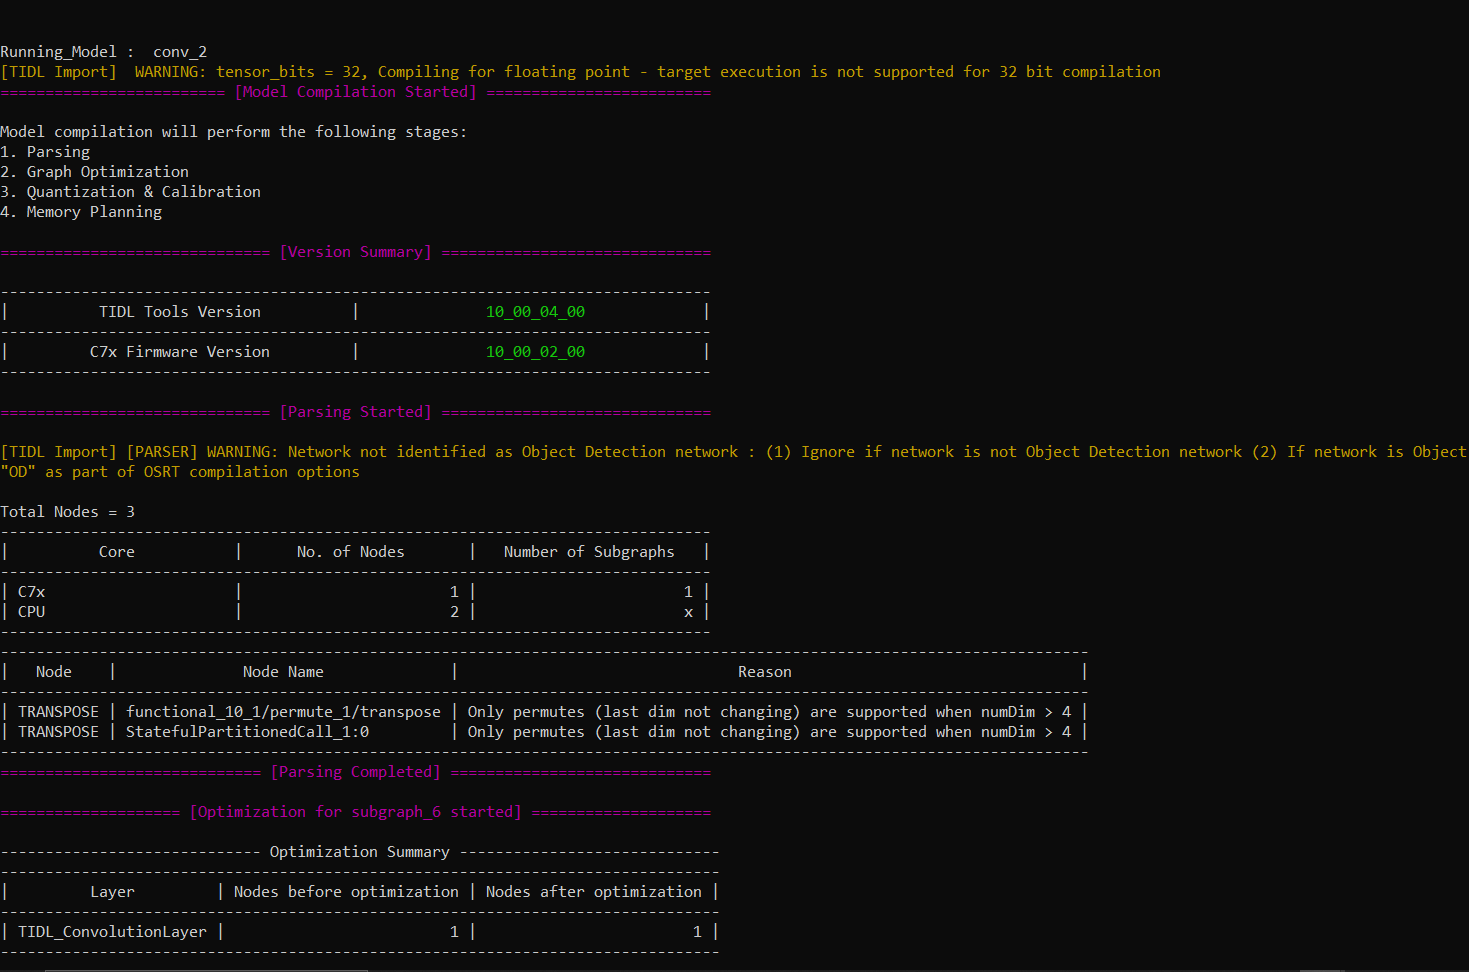 Running_Model :  conv_2
[TIDL Import]  WARNING: tensor_bits = 32, Compiling for floating point - target execution is not supported for 32 bit compilation
========================= [Model Compilation Started] =========================
Model compilation will perform the following stages:
1. Parsing
2. Graph Optimization
3. Quantization & Calibration
4. Memory Planning
============================== [Version Summary] ==============================
-------------------------------------------------------------------------------
|          TIDL Tools Version          |              10_00_04_00             |
-------------------------------------------------------------------------------
|         C7x Firmware Version         |              10_00_02_00             |
-------------------------------------------------------------------------------
============================== [Parsing Started] ==============================
[TIDL Import] [PARSER] WARNING: Network not identified as Object Detection network : (1) Ignore if network is not Object Detection network (2) If network is Object
"OD" as part of OSRT compilation options
Total Nodes = 3
-------------------------------------------------------------------------------
|          Core           |      No. of Nodes       |   Number of Subgraphs   |
-------------------------------------------------------------------------------
| C7x                     |                       1 |                       1 |
| CPU                     |                       2 |                       x |
-------------------------------------------------------------------------------
-------------------------------------------------------------------------------------------------------------------------
|   Node    |              Node Name              |                               Reason                                |
-------------------------------------------------------------------------------------------------------------------------
| TRANSPOSE | functional_10_1/permute_1/transpose | Only permutes (last dim not changing) are supported when numDim > 4 |
| TRANSPOSE | StatefulPartitionedCall_1:0         | Only permutes (last dim not changing) are supported when numDim > 4 |
-------------------------------------------------------------------------------------------------------------------------
============================= [Parsing Completed] =============================
==================== [Optimization for subgraph_6 started] ====================
----------------------------- Optimization Summary -----------------------------
--------------------------------------------------------------------------------
|         Layer         | Nodes before optimization | Nodes after optimization |
--------------------------------------------------------------------------------
| TIDL_ConvolutionLayer |                         1 |                        1 |
--------------------------------------------------------------------------------